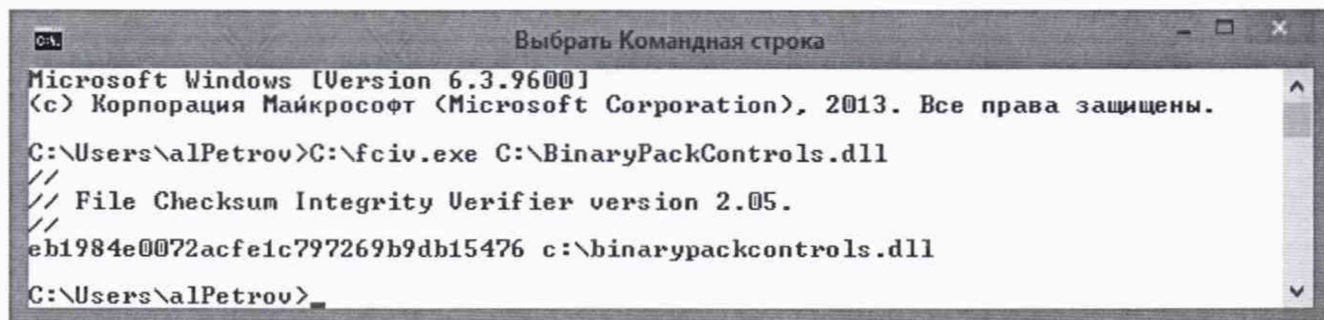 C:\.
Выбрать Командная строка
Microsoft Windows [Version 6.3.9600]
(c) Корпорация Майкрософт (Microsoft Corporation), 2013. Все права защищены.
C:\Users\alPetrov>C:\fciv.exe C:\BinaryPackControls.dll
//
// File Checksum Integrity Verifier version 2.05.
//
eb1984e0072acfe1c797269b9db15476 c:\binarypackcontrols.dll
C:\Users\alPetrov>_